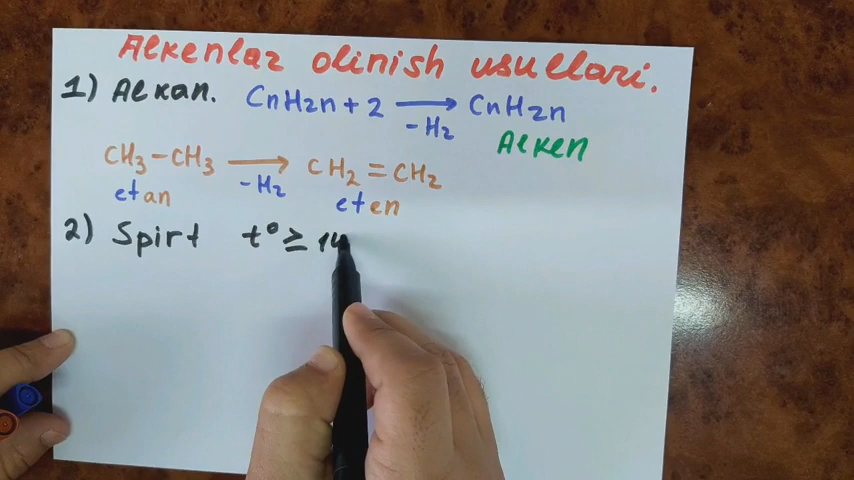 Alkenlar olinish usullari.
1) Alkan. CnH2n+2 → CnH2n
-H2
Alken
CH3-CH3 → CH2=CH2
-H2
etan eten
2) Spirt t° ≥ 14